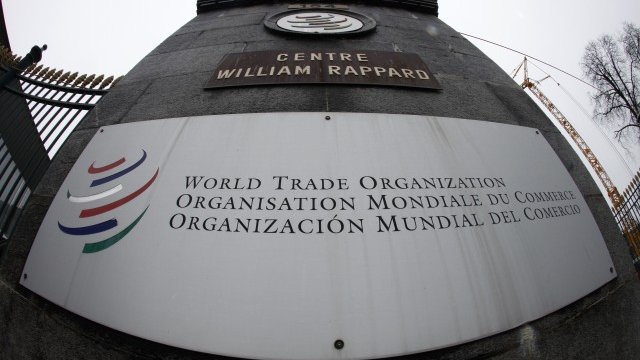 CENTRE
WILLIAM RAPPARD
WORLD TRADE ORGANIZATION
ORGANISATION MONDIALE DU COMMERCE
ORGANIZACIÓN MUNDIAL DEL COMERCIO